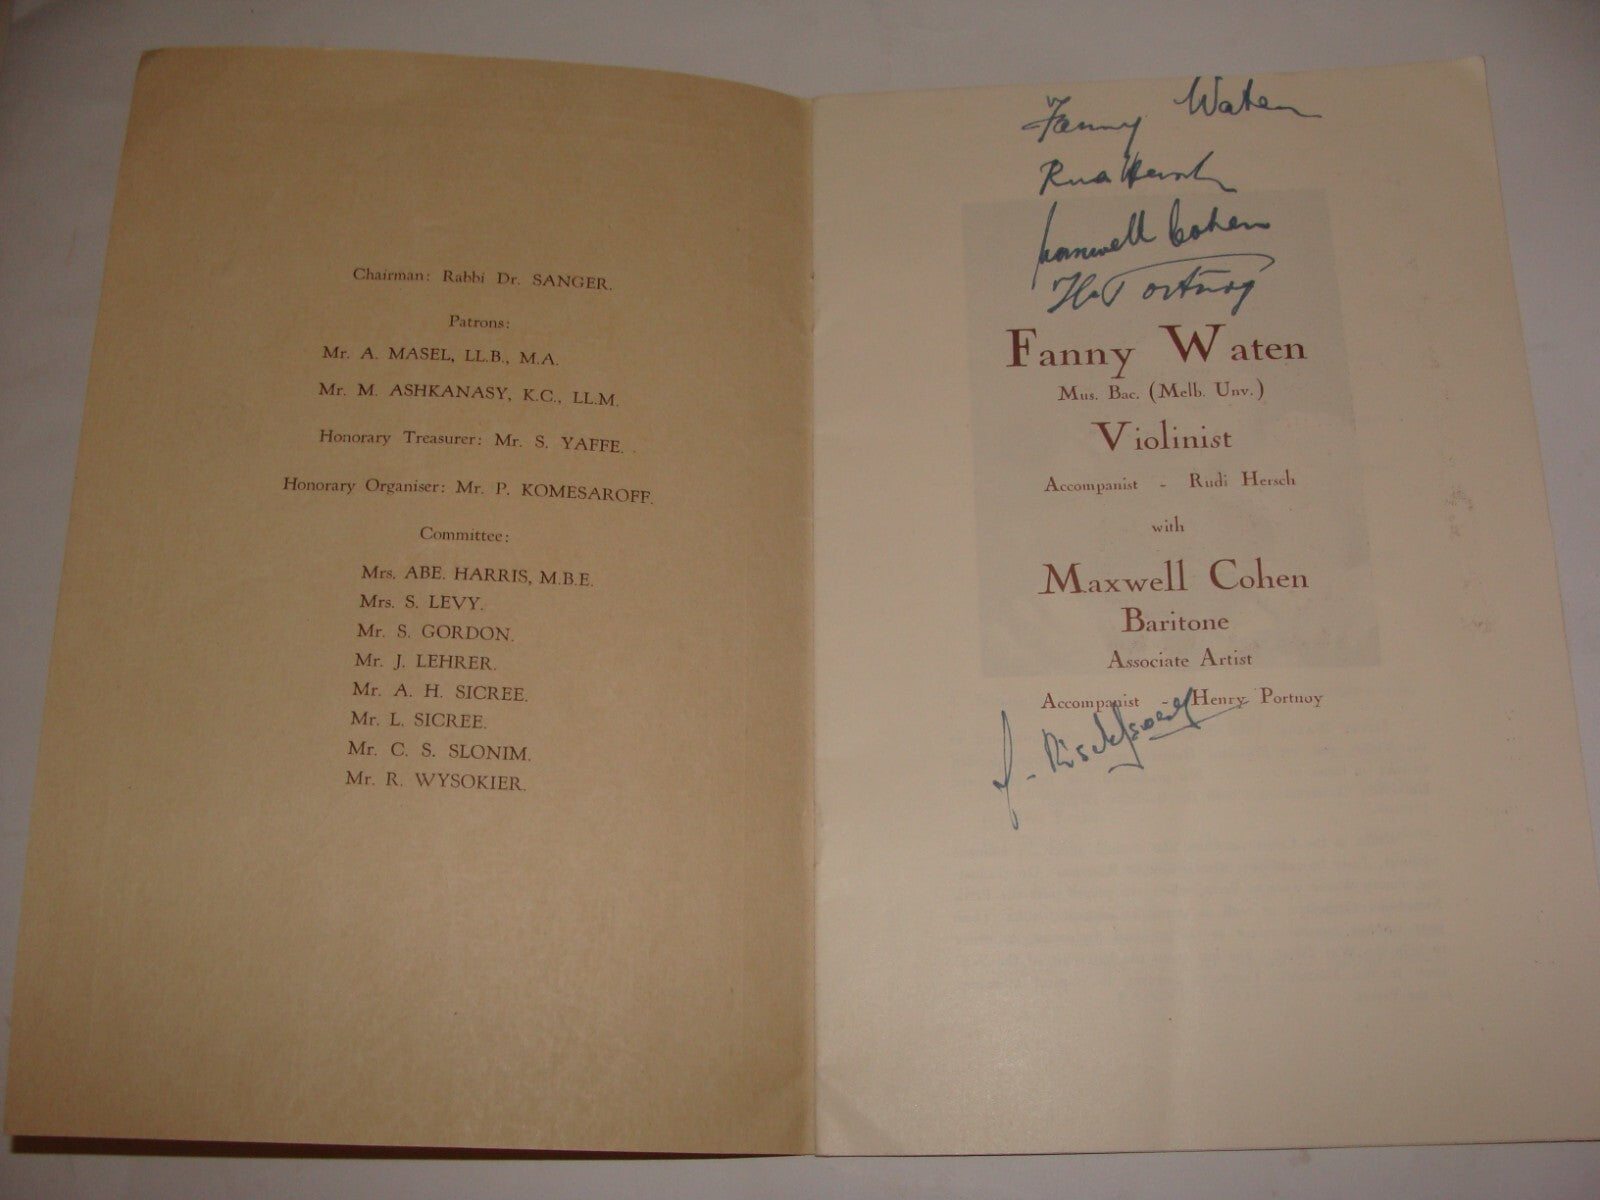 Chairman: Rabbi Dr. SANGER.
Patrons:
Mr. A. MASEL, LL.B., M.A.
Mr. M. ASHKANASY, K.C., LL.M.
Honorary Treasurer: Mr. S. YAFFE.
Honorary Organiser: Mr. P. KOMESAROFF.
Committee:
Mrs. ABE. HARRIS, M.B.E.
Mrs. S. LEVY.
Mr. S. GORDON.
Mr. J. LEHRER.
Mr. A. H. SICREE.
Mr. L. SICREE.
Mr. C. S. SLONIM.
Mr. R. WYSOKIER.
Fanny Waten
Hersch
Maxwell Cohen
H. Portnoy
Fanny Waten
Mus. Bac. (Melb. Unv.)
Violinist
Accompanist - Rudi Hersch
with
Maxwell Cohen
Baritone
Associate Artist
Accompanist - Henry Portnoy